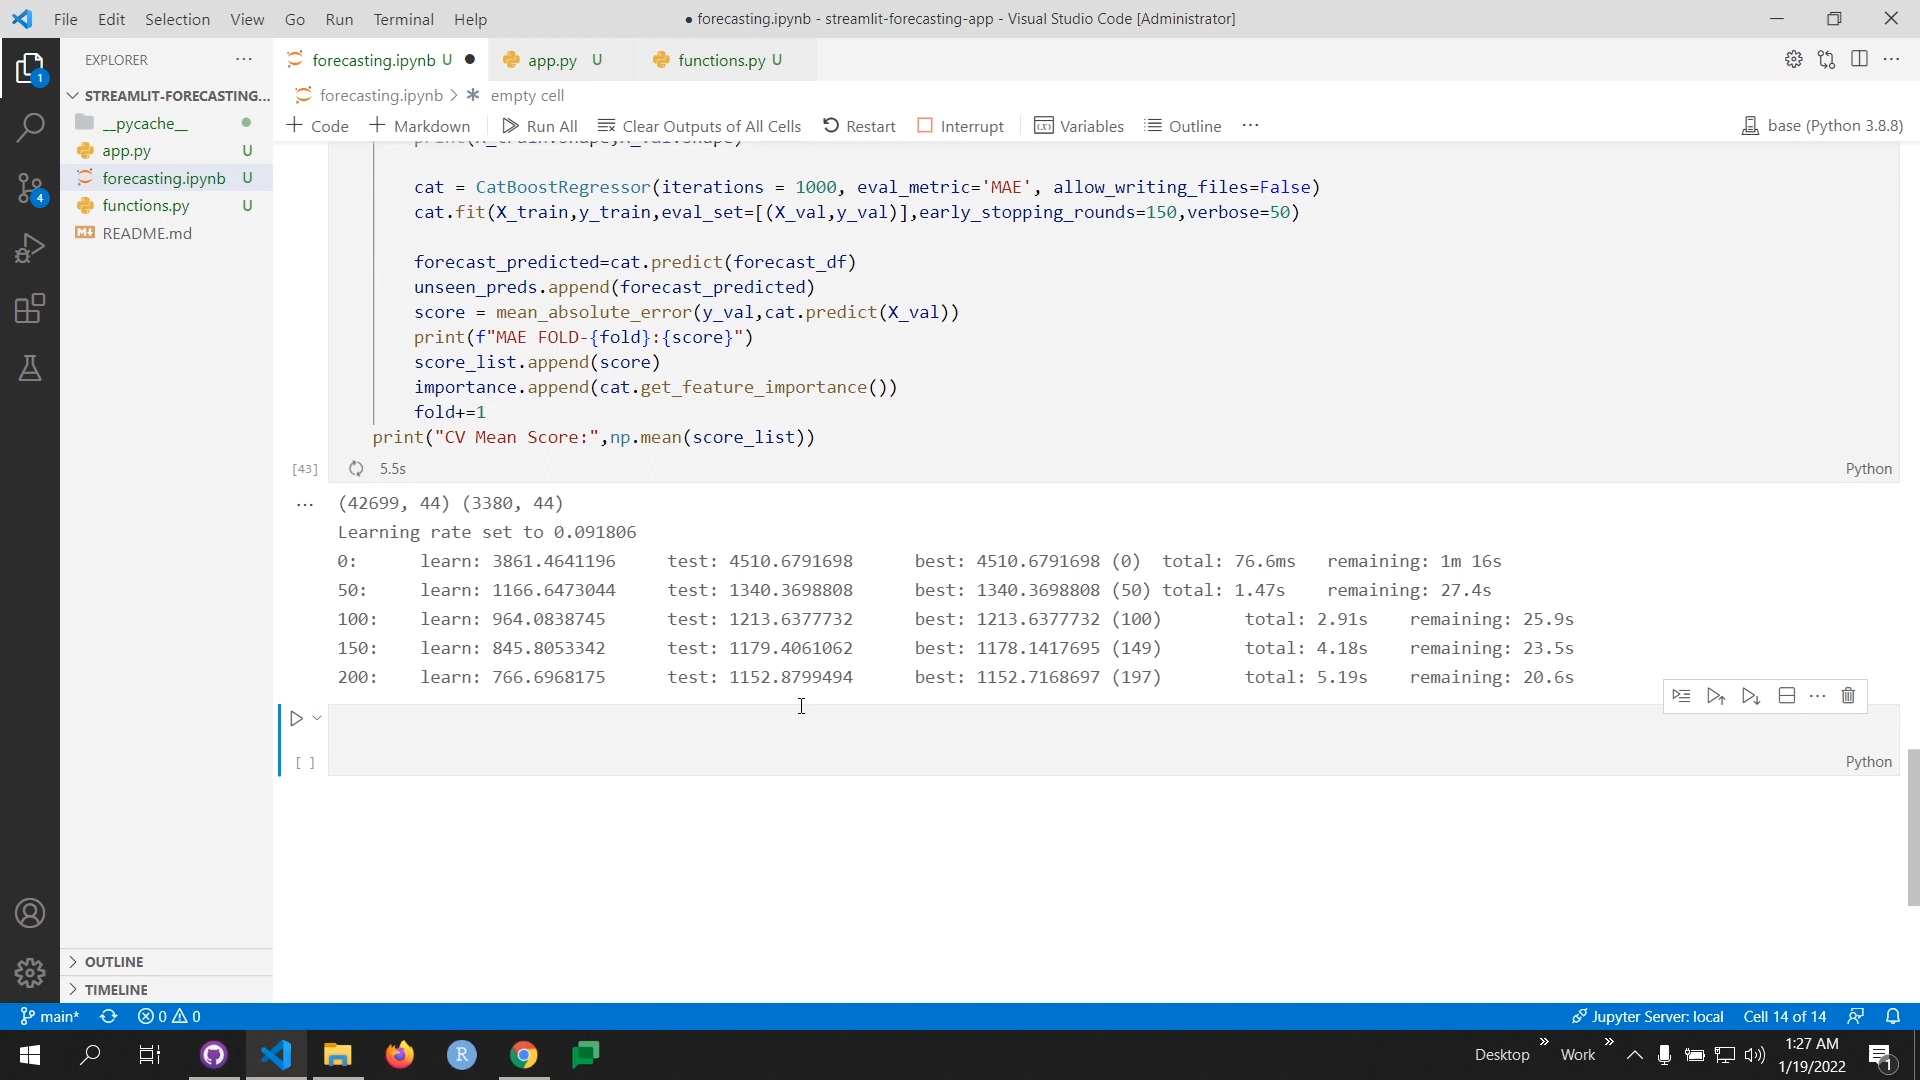 File Edit Selection View Go Run Terminal Help
● forecasting.ipynb - streamlit-forecasting-app - Visual Studio Code [Administrator]
EXPLORER ···
forecasting.ipynb U ●
app.py U
functions.py U
STREAMLIT-FORECASTING...
__pycache__
app.py U
forecasting.ipynb U
functions.py U
README.md
forecasting.ipynb > empty cell
+ Code + Markdown Run All Clear Outputs of All Cells Restart Interrupt Variables Outline ··· base (Python 3.8.8)
cat = CatBoostRegressor(iterations = 1000, eval_metric='MAE', allow_writing_files=False)
cat.fit(X_train,y_train,eval_set=[(X_val,y_val)],early_stopping_rounds=150,verbose=50)
forecast_predicted=cat.predict(forecast_df)
unseen_preds.append(forecast_predicted)
score = mean_absolute_error(y_val,cat.predict(X_val))
print(f"MAE FOLD-{fold}:{score}")
score_list.append(score)
importance.append(cat.get_feature_importance())
fold+=1
print("CV Mean Score:",np.mean(score_list))
[43] 5.5s Python
··· (42699, 44) (3380, 44)
Learning rate set to 0.091806
0: learn: 3861.4641196 test: 4510.6791698 best: 4510.6791698 (0) total: 76.6ms remaining: 1m 16s
50: learn: 1166.6473044 test: 1340.3698808 best: 1340.3698808 (50) total: 1.47s remaining: 27.4s
100: learn: 964.0838745 test: 1213.6377732 best: 1213.6377732 (100) total: 2.91s remaining: 25.9s
150: learn: 845.8053342 test: 1179.4061062 best: 1178.1417695 (149) total: 4.18s remaining: 23.5s
200: learn: 766.6968175 test: 1152.8799494 best: 1152.7168697 (197) total: 5.19s remaining: 20.6s
[ ] Python
OUTLINE
TIMELINE
1
4
main* 0 0 Jupyter Server: local Cell 14 of 14
R
Desktop » Work » 1:27 AM
1/19/2022
1